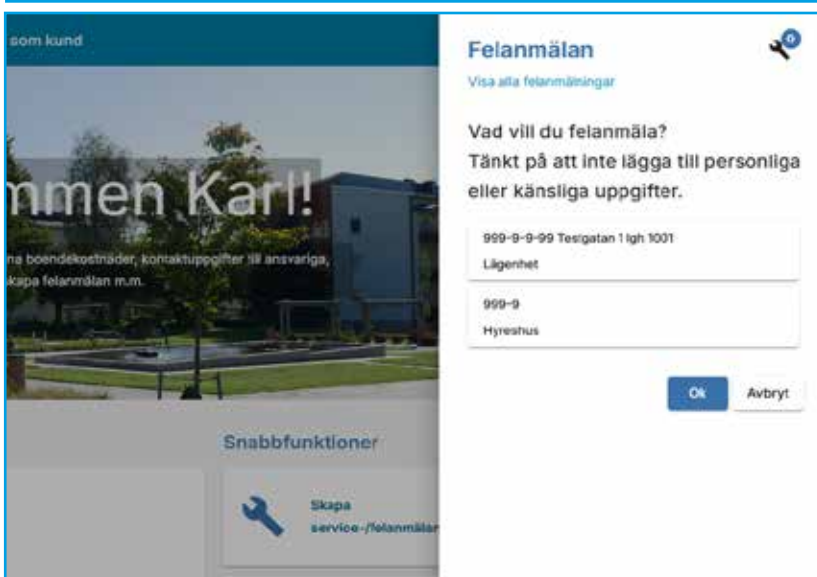 som kund
mmen Karl!
na boendekostnader, kontaktuppgifter till ansvariga,
kapa felanmälan m.m.
Snabbfunktioner
Skapa
service-/felanmälan
Felanmälan
0
Visa alla felanmälningar
Vad vill du felanmäla?
Tänkt på att inte lägga till personliga
eller känsliga uppgifter.
999-9-9-99 Testgatan 1 lgh 1001
Lägenhet
999-9
Hyreshus
Ok
Avbryt